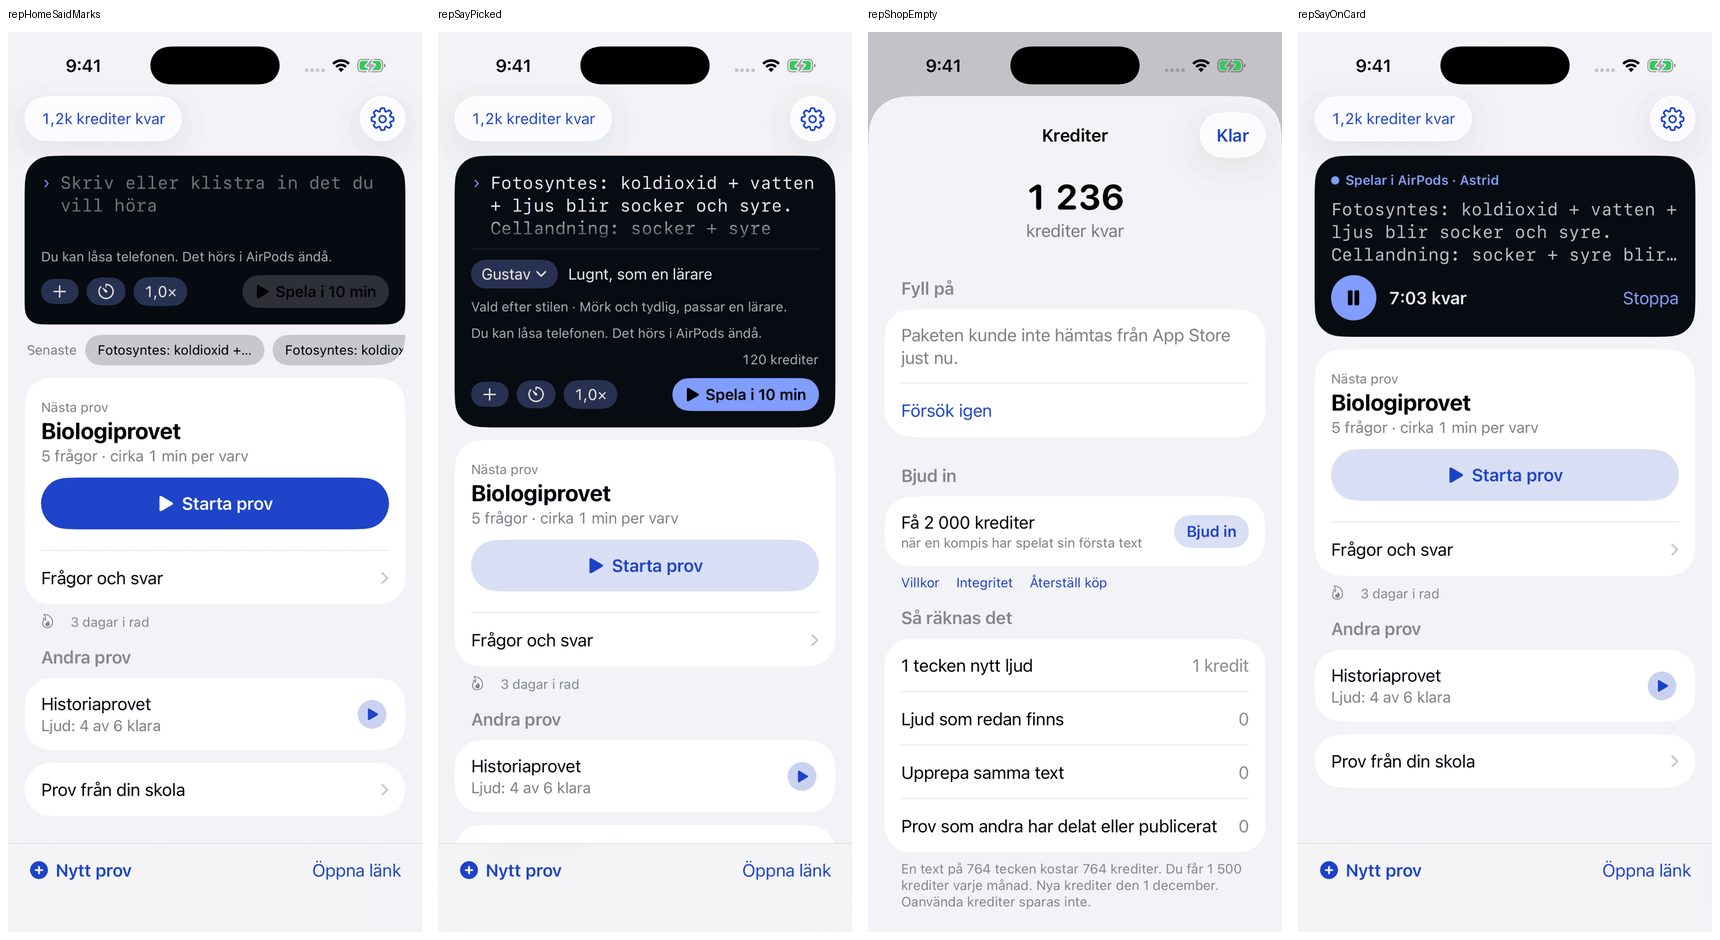 repHomeSaidMarks
9:41
1,2k krediter kvar
› Skriv eller klistra in det du
vill höra
Du kan låsa telefonen. Det hörs i AirPods ändå.
1,0×
Spela i 10 min
Senaste
Fotosyntes: koldioxid +...
Fotosyntes: koldiox
Nästa prov
Biologiprovet
5 frågor · cirka 1 min per varv
Starta prov
Frågor och svar
3 dagar i rad
Andra prov
Historiaprovet
Ljud: 4 av 6 klara
Prov från din skola
Nytt prov
Öppna länk
repSayPicked
9:41
1,2k krediter kvar
› Fotosyntes: koldioxid + vatten
+ ljus blir socker och syre.
Cellandning: socker + syre
Gustav
Lugnt, som en lärare
Vald efter stilen · Mörk och tydlig, passar en lärare.
Du kan låsa telefonen. Det hörs i AirPods ändå.
120 krediter
1,0×
Spela i 10 min
Nästa prov
Biologiprovet
5 frågor · cirka 1 min per varv
Starta prov
Frågor och svar
3 dagar i rad
Andra prov
Historiaprovet
Ljud: 4 av 6 klara
Nytt prov
Öppna länk
repShopEmpty
9:41
Krediter
Klar
1 236
krediter kvar
Fyll på
Paketen kunde inte hämtas från App Store
just nu.
Försök igen
Bjud in
Få 2 000 krediter
när en kompis har spelat sin första text
Bjud in
Villkor
Integritet
Återställ köp
Så räknas det
1 tecken nytt ljud
1 kredit
Ljud som redan finns
0
Upprepa samma text
0
Prov som andra har delat eller publicerat
0
En text på 764 tecken kostar 764 krediter. Du får 1 500
krediter varje månad. Nya krediter den 1 december.
Oanvända krediter sparas inte.
repSayOnCard
9:41
1,2k krediter kvar
Spelar i AirPods · Astrid
Fotosyntes: koldioxid + vatten +
ljus blir socker och syre.
Cellandning: socker + syre blir…
7:03 kvar
Stoppa
Nästa prov
Biologiprovet
5 frågor · cirka 1 min per varv
Starta prov
Frågor och svar
3 dagar i rad
Andra prov
Historiaprovet
Ljud: 4 av 6 klara
Prov från din skola
Nytt prov
Öppna länk